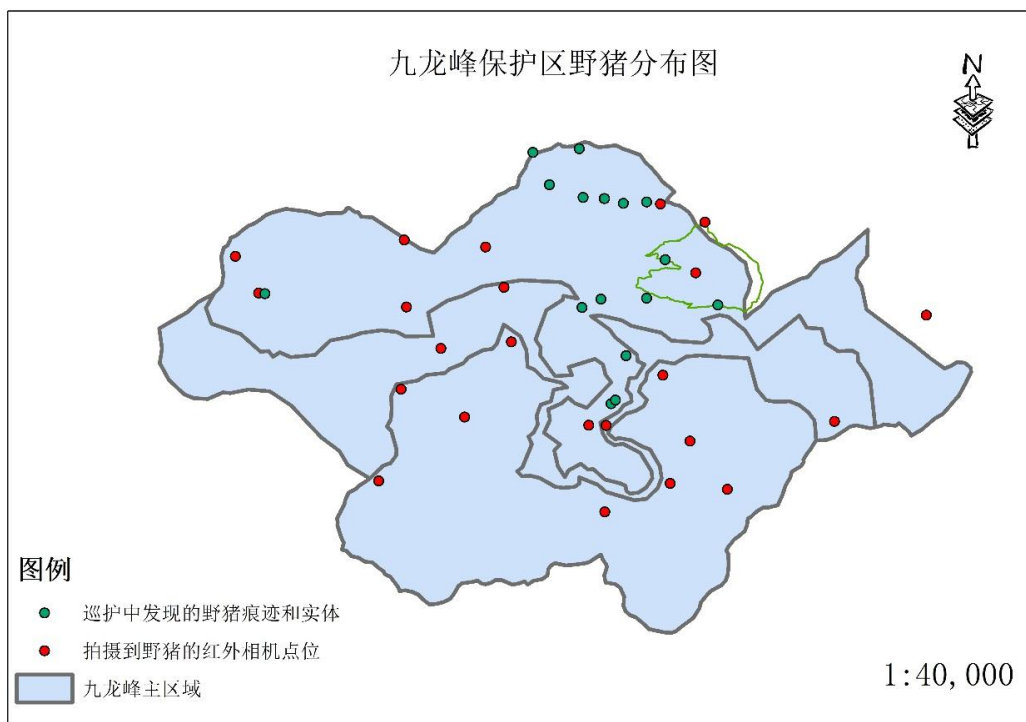 九龙峰保护区野猪分布图
N
图例
巡护中发现的野猪痕迹和实体
拍摄到野猪的红外相机点位
九龙峰主区域
1:40,000